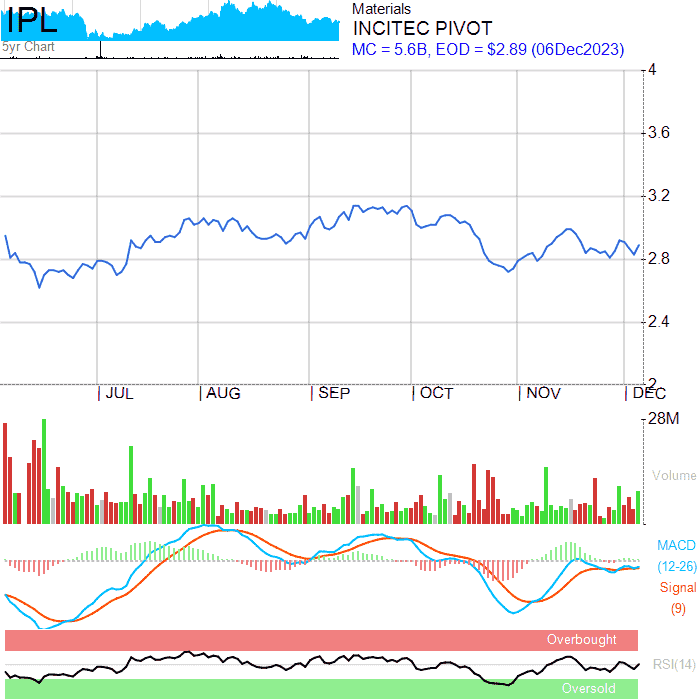 IPL
5yr Chart
Materials
INCITEC PIVOT
MC = 5.6B, EOD = $2.89 (06Dec2023)
4
3.6
3.2
2.8
2.4
2
JUL AUG SEP OCT NOV DEC
28M
Volume
MACD
(12-26)
Signal
(9)
Overbought
RSI(14)
Oversold